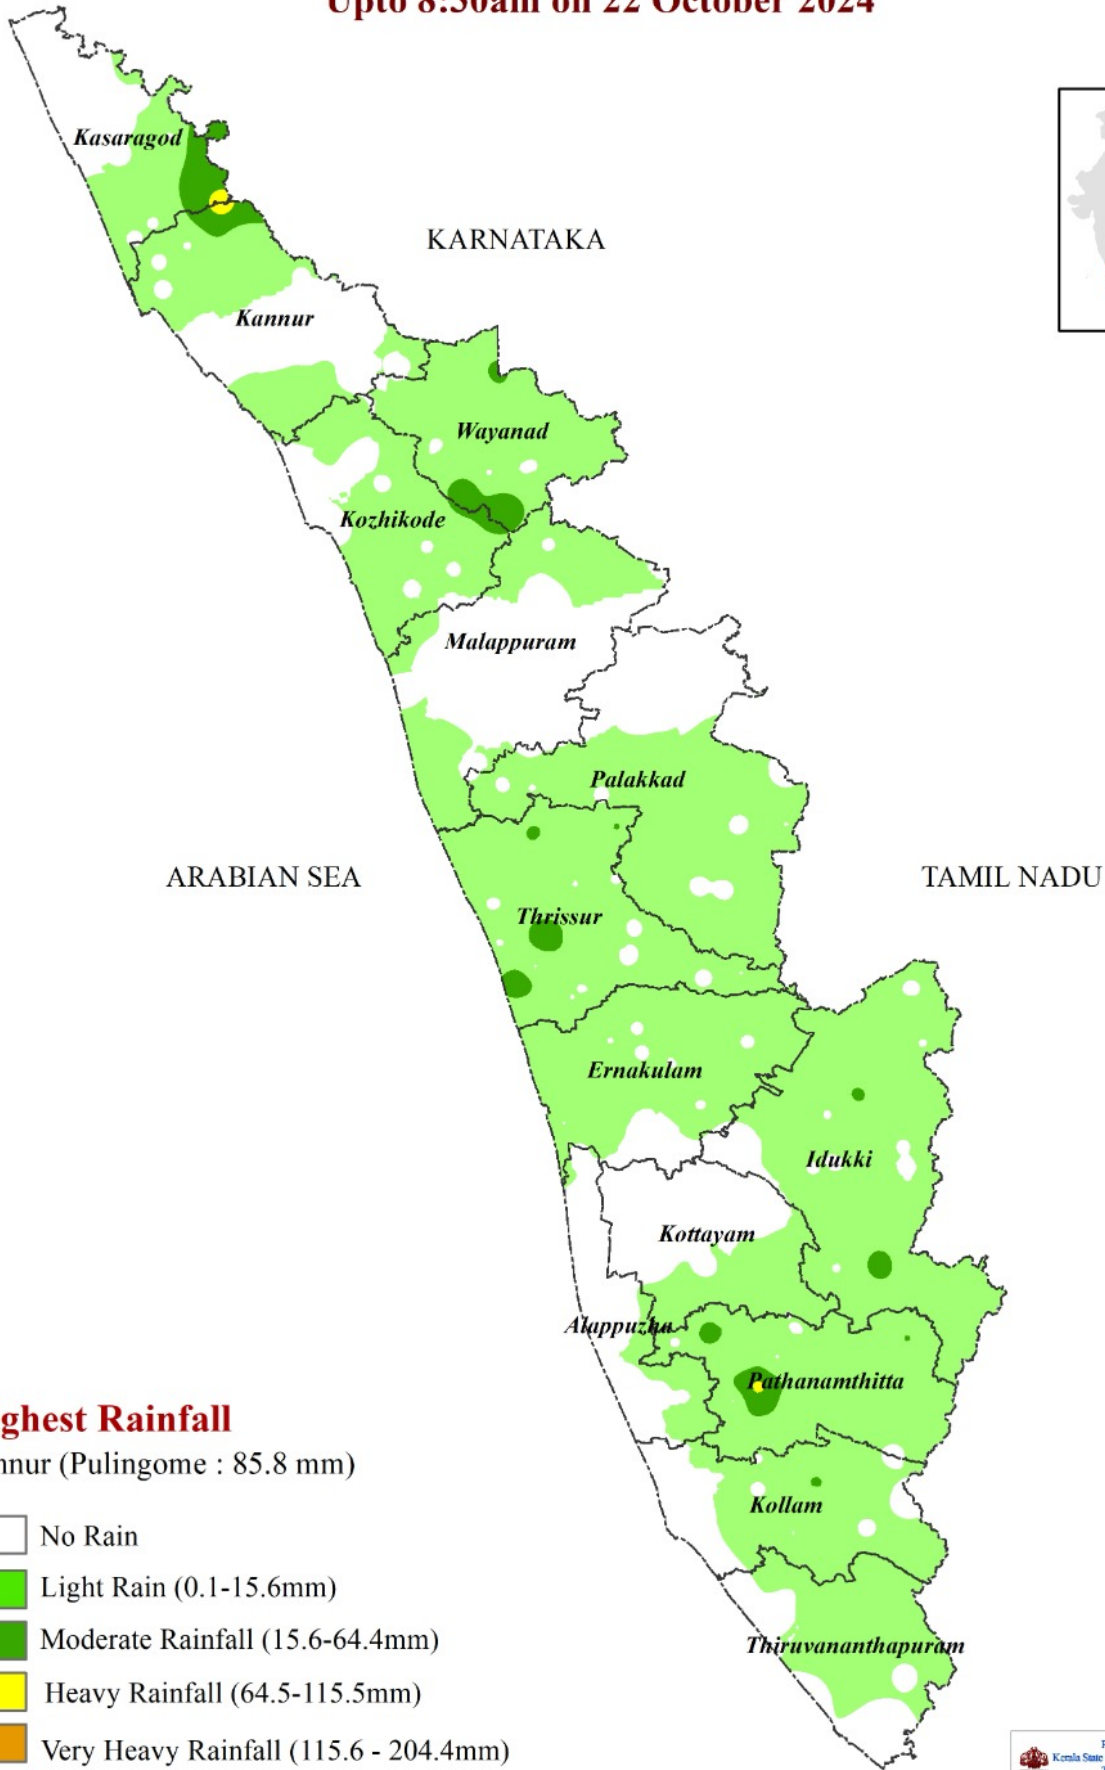 Upto 8:30am on 22 October 2024
Kasaragod
KARNATAKA
Kannur
Wayanad
Kozhikode
Malappuram
Palakkad
ARABIAN SEA
TAMIL NADU
Thrissur
Ernakulam
Idukki
Kottayam
Alappuzha
Pathanamthitta
ghest Rainfall
nnur (Pulingome : 85.8 mm)
Kollam
No Rain
Light Rain (0.1-15.6mm)
Moderate Rainfall (15.6-64.4mm)
Thiruvananthapuram
Heavy Rainfall (64.5-115.5mm)
Very Heavy Rainfall (115.6 - 204.4mm)
Kerala State